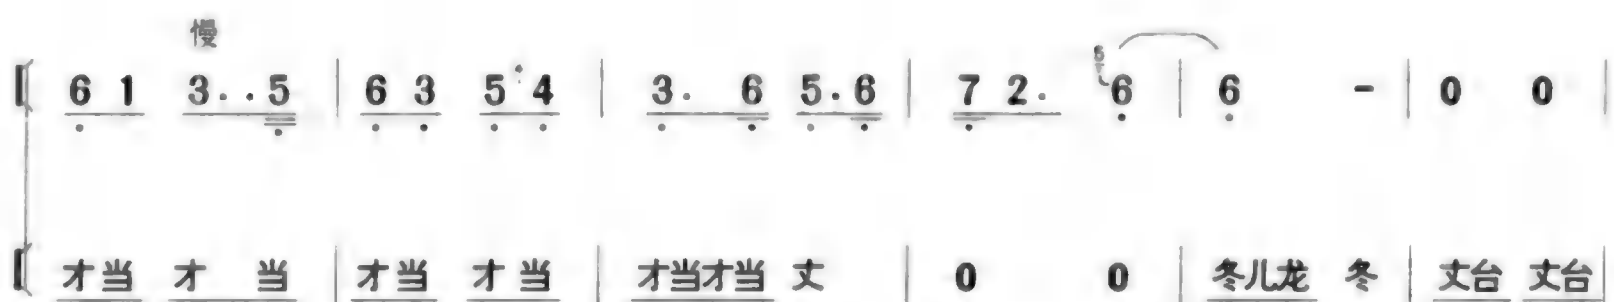 慢
6 1 3. . 5 | 6 3 5 4 | 3. 6 5. 6 | 7 2. 6 | 6 - | 0 0 |
才当 才 当 | 才当 才 当 | 才当才当 丈 | 0 0 | 冬儿龙 冬 | 丈台 丈台 |